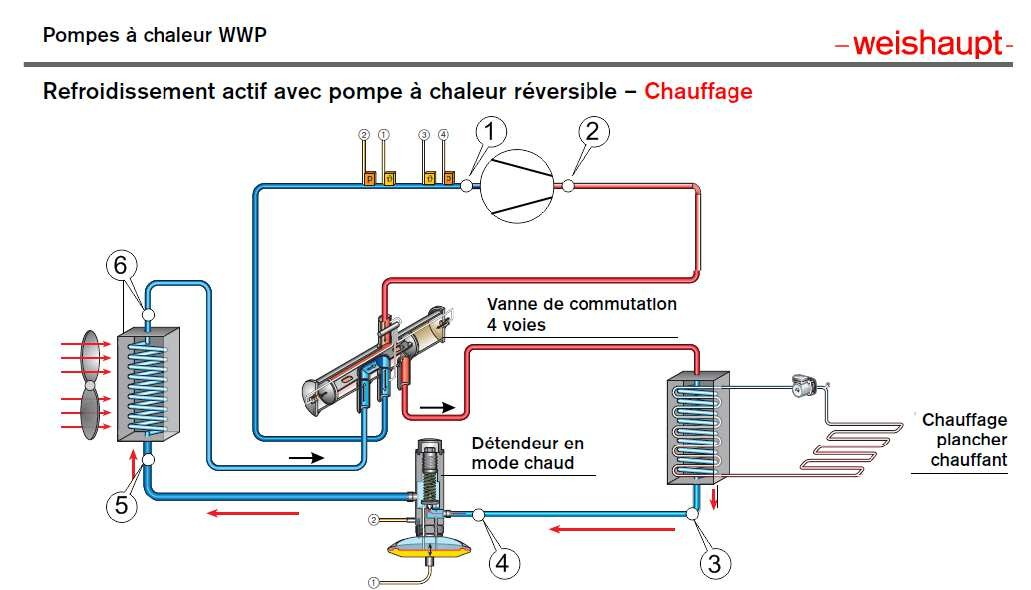 Pompes à chaleur WWP
-weishaupt-
Refroidissement actif avec pompe à chaleur réversible – Chauffage
2 1 3 4 1 2
p ϑ ϑ p
6
Vanne de commutation
4 voies
Détendeur en
mode chaud
Chauffage
plancher
chauffant
5
2
4
3
1